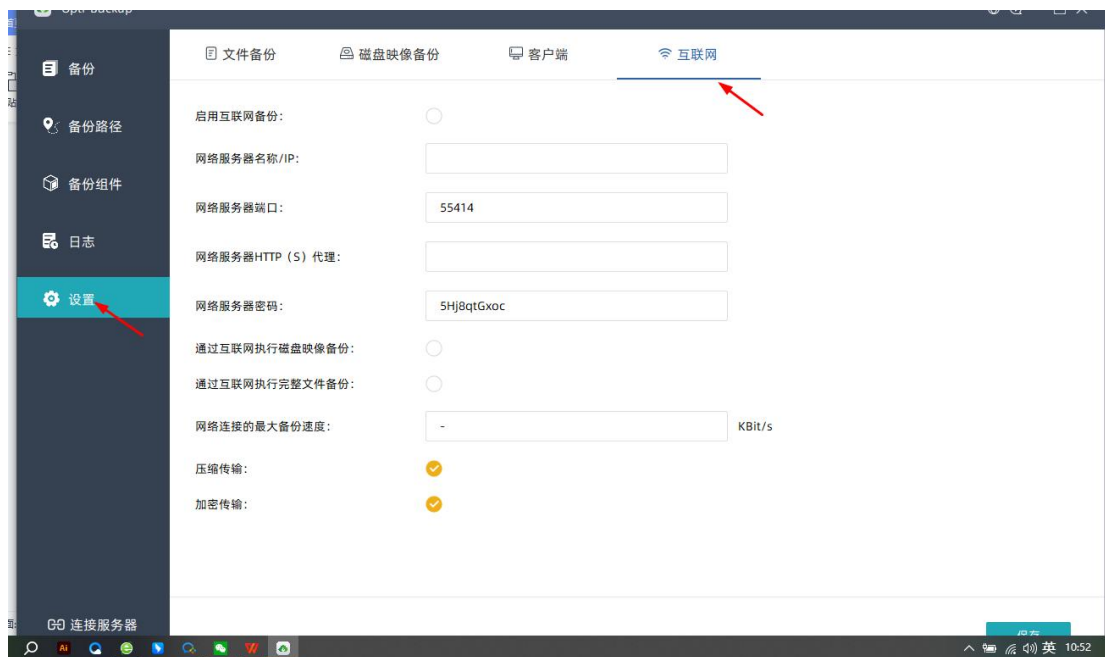 Opti Backup
文件备份
磁盘映像备份
客户端
互联网
备份
备份路径
备份组件
日志
设置
连接服务器
启用互联网备份：
网络服务器名称/IP：
网络服务器端口： 55414
网络服务器HTTP（S）代理：
网络服务器密码： 5Hj8qtGxoc
通过互联网执行磁盘映像备份：
通过互联网执行完整文件备份：
网络连接的最大备份速度： - KBit/s
压缩传输：
加密传输：
保存
Ai
英 10:52